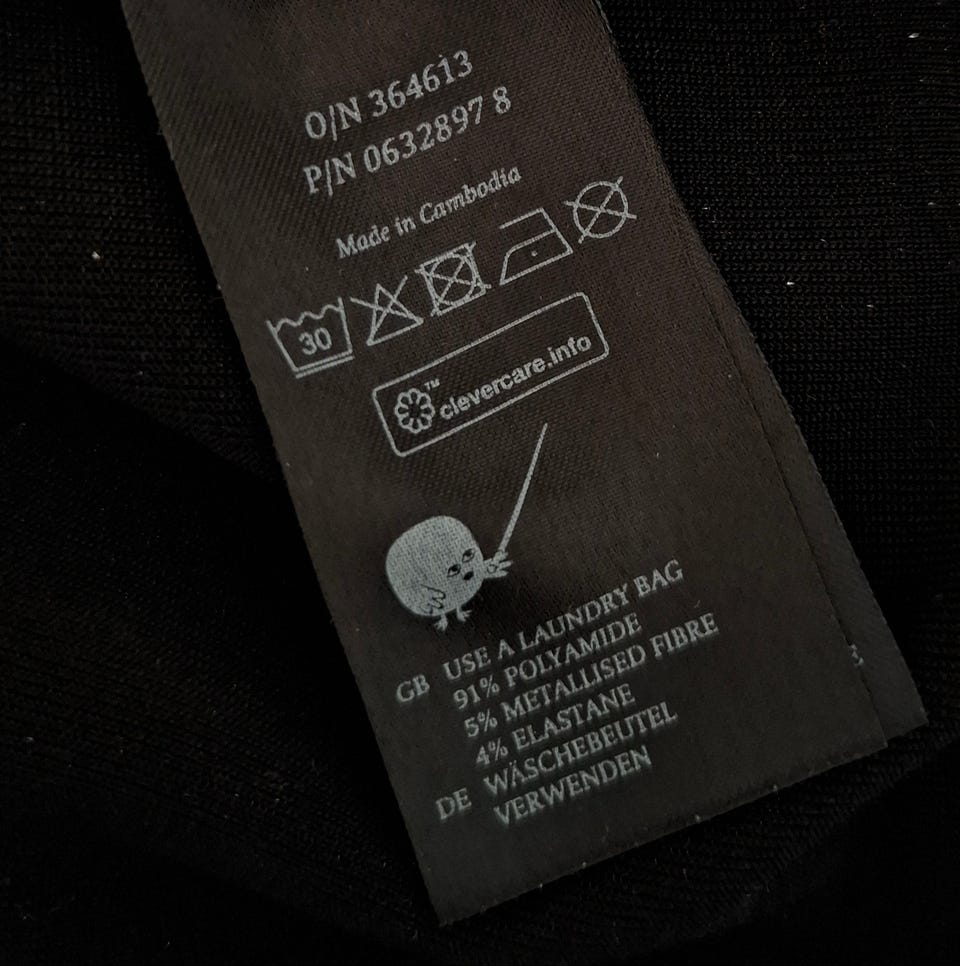 O/N 364613
P/N 0632897 8
Made in Cambodia
30
™ clevercare.info
GB USE A LAUNDRY BAG
91% POLYAMIDE
5% METALLISED FIBRE
4% ELASTANE
DE WÄSCHEBEUTEL
VERWENDEN